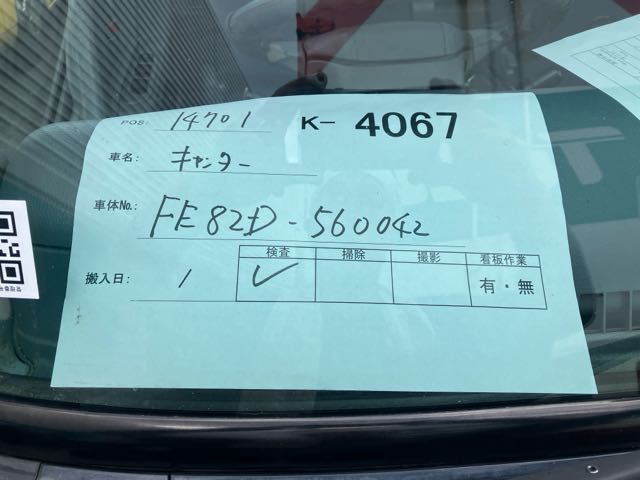 POS: 14701 K- 4067
車名: キャンター
車体No. FE82D-560042
検査 掃除 撮影 看板作業
搬入日: 1 ✓ 有・無